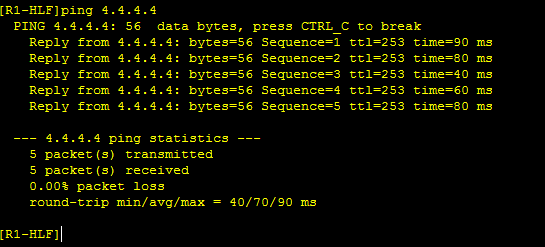 [R1-HLF]ping 4.4.4.4
PING 4.4.4.4: 56  data bytes, press CTRL_C to break
Reply from 4.4.4.4: bytes=56 Sequence=1 ttl=253 time=90 ms
Reply from 4.4.4.4: bytes=56 Sequence=2 ttl=253 time=80 ms
Reply from 4.4.4.4: bytes=56 Sequence=3 ttl=253 time=40 ms
Reply from 4.4.4.4: bytes=56 Sequence=4 ttl=253 time=60 ms
Reply from 4.4.4.4: bytes=56 Sequence=5 ttl=253 time=80 ms
--- 4.4.4.4 ping statistics ---
5 packet(s) transmitted
5 packet(s) received
0.00% packet loss
round-trip min/avg/max = 40/70/90 ms
[R1-HLF]